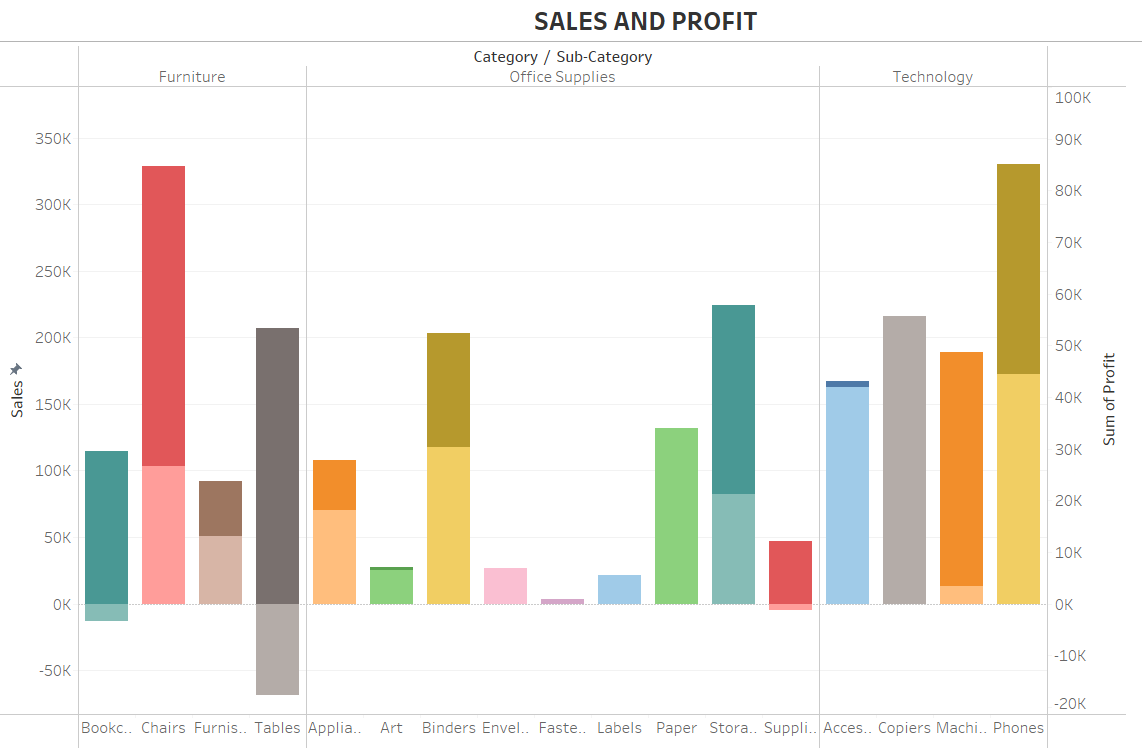 SALES AND PROFIT
Category / Sub-Category
Furniture Office Supplies Technology
100K
350K 90K
300K 80K
70K
250K
60K
200K
50K
Sales
Sum of Profit
150K 40K
30K
100K
20K
50K
10K
0K 0K
-10K
-50K
-20K
Bookc.. Chairs Furnis.. Tables Applia.. Art Binders Envel.. Faste.. Labels Paper Stora.. Suppli.. Acces.. Copiers Machi.. Phones